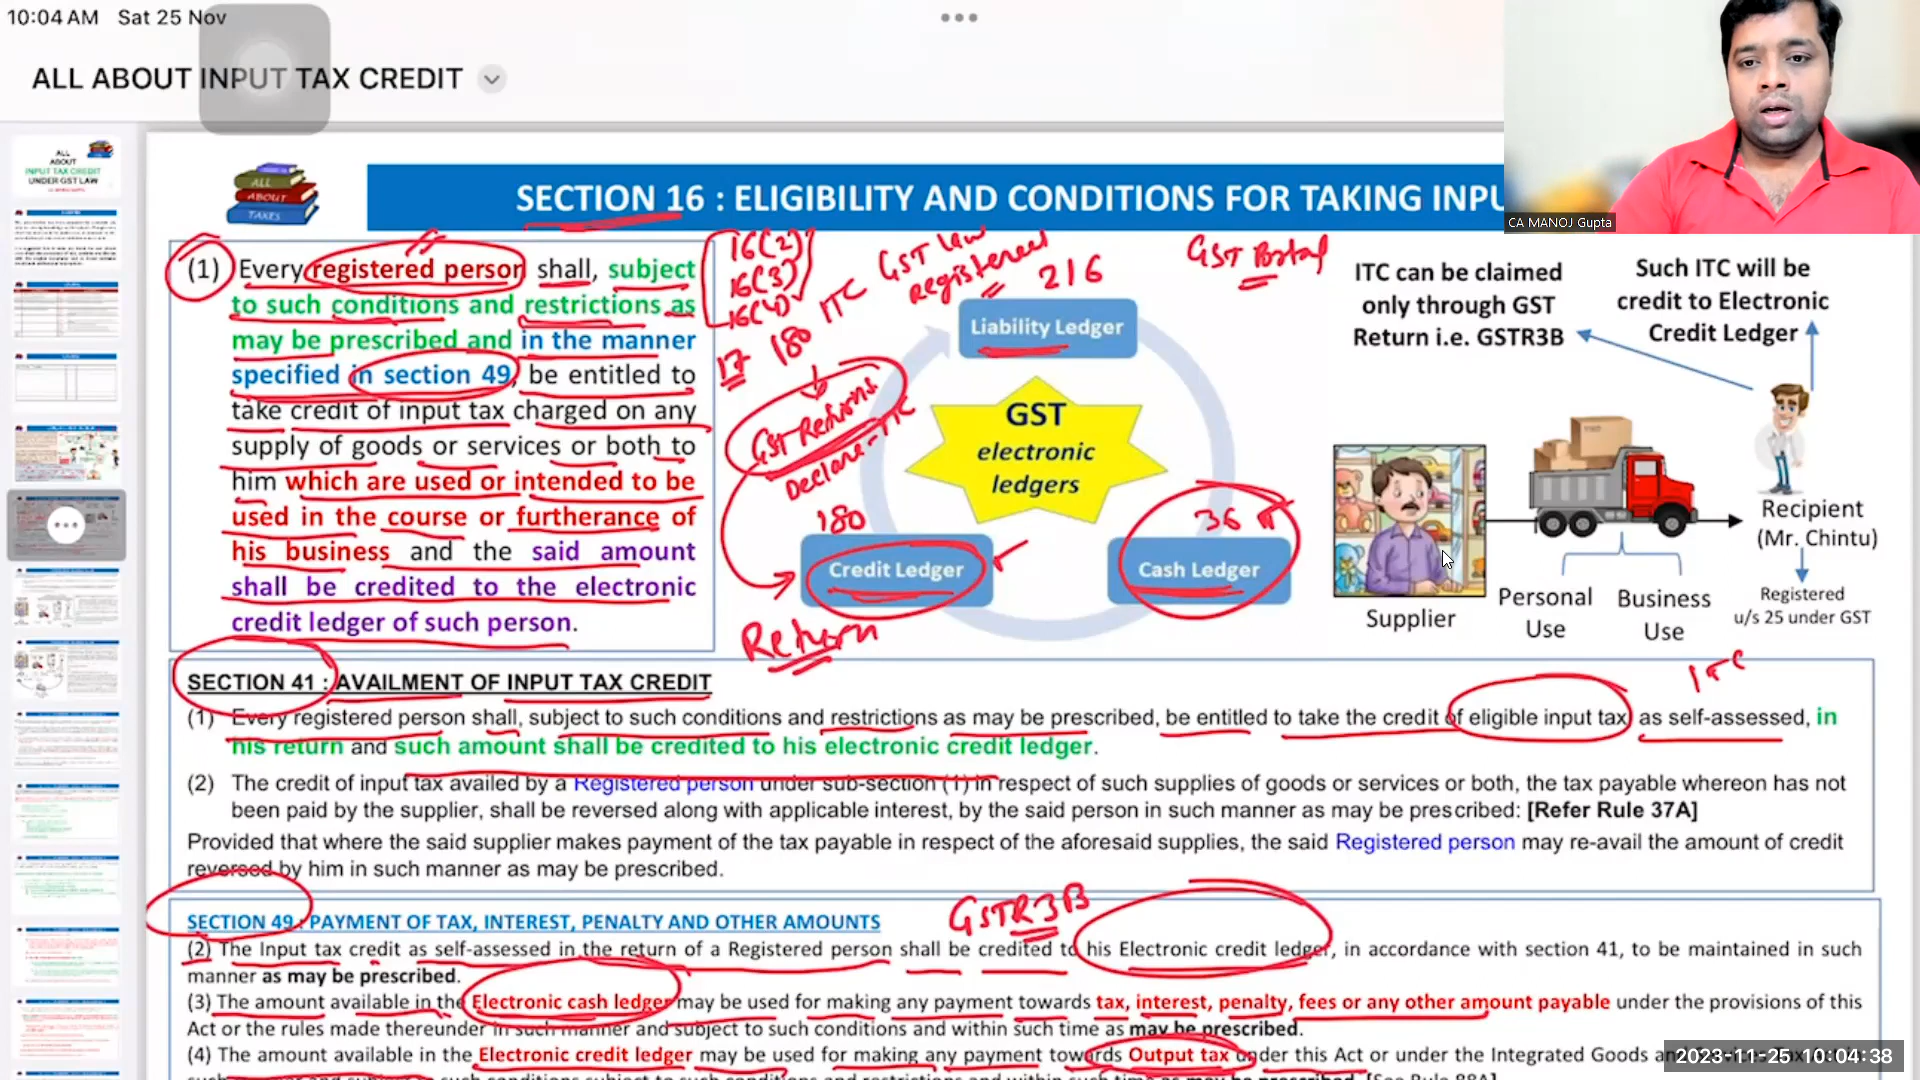 10:04 AM Sat 25 Nov
ALL ABOUT INPUT TAX CREDIT
ALL
ABOUT
INPUT TAX CREDIT
UNDER GST LAW
ALL
ABOUT
TAXES
SECTION 16 : ELIGIBILITY AND CONDITIONS FOR TAKING INPU
CA MANOJ Gupta
(1) Every registered person shall, subject
to such conditions and restrictions as
may be prescribed and in the manner
specified in section 49, be entitled to
take credit of input tax charged on any
supply of goods or services or both to
him which are used or intended to be
used in the course or furtherance of
his business and the said amount
shall be credited to the electronic
credit ledger of such person.
16(2)
16(3)
16(4)
17
ITC
180
GST law
registered
216
GST Portal
GST Returns
Declare - ITC
180
36
Return
Liability Ledger
GST
electronic
ledgers
Credit Ledger
Cash Ledger
ITC can be claimed
only through GST
Return i.e. GSTR3B
Such ITC will be
credit to Electronic
Credit Ledger
Supplier
Personal
Use
Business
Use
Recipient
(Mr. Chintu)
Registered
u/s 25 under GST
ITC
SECTION 41 : AVAILMENT OF INPUT TAX CREDIT
(1) Every registered person shall, subject to such conditions and restrictions as may be prescribed, be entitled to take the credit of eligible input tax, as self-assessed, in
his return and such amount shall be credited to his electronic credit ledger.
(2) The credit of input tax availed by a Registered person under sub-section (1) in respect of such supplies of goods or services or both, the tax payable whereon has not
been paid by the supplier, shall be reversed along with applicable interest, by the said person in such manner as may be prescribed: [Refer Rule 37A]
Provided that where the said supplier makes payment of the tax payable in respect of the aforesaid supplies, the said Registered person may re-avail the amount of credit
reversed by him in such manner as may be prescribed.
GSTR3B
SECTION 49 : PAYMENT OF TAX, INTEREST, PENALTY AND OTHER AMOUNTS
(2) The Input tax credit as self-assessed in the return of a Registered person shall be credited to his Electronic credit ledger, in accordance with section 41, to be maintained in such
manner as may be prescribed.
(3) The amount available in the Electronic cash ledger may be used for making any payment towards tax, interest, penalty, fees or any other amount payable under the provisions of this
Act or the rules made thereunder in such manner and subject to such conditions and within such time as may be prescribed.
(4) The amount available in the Electronic credit ledger may be used for making any payment towards Output tax under this Act or under the Integrated Goods and
2023-11-25 10:04:38